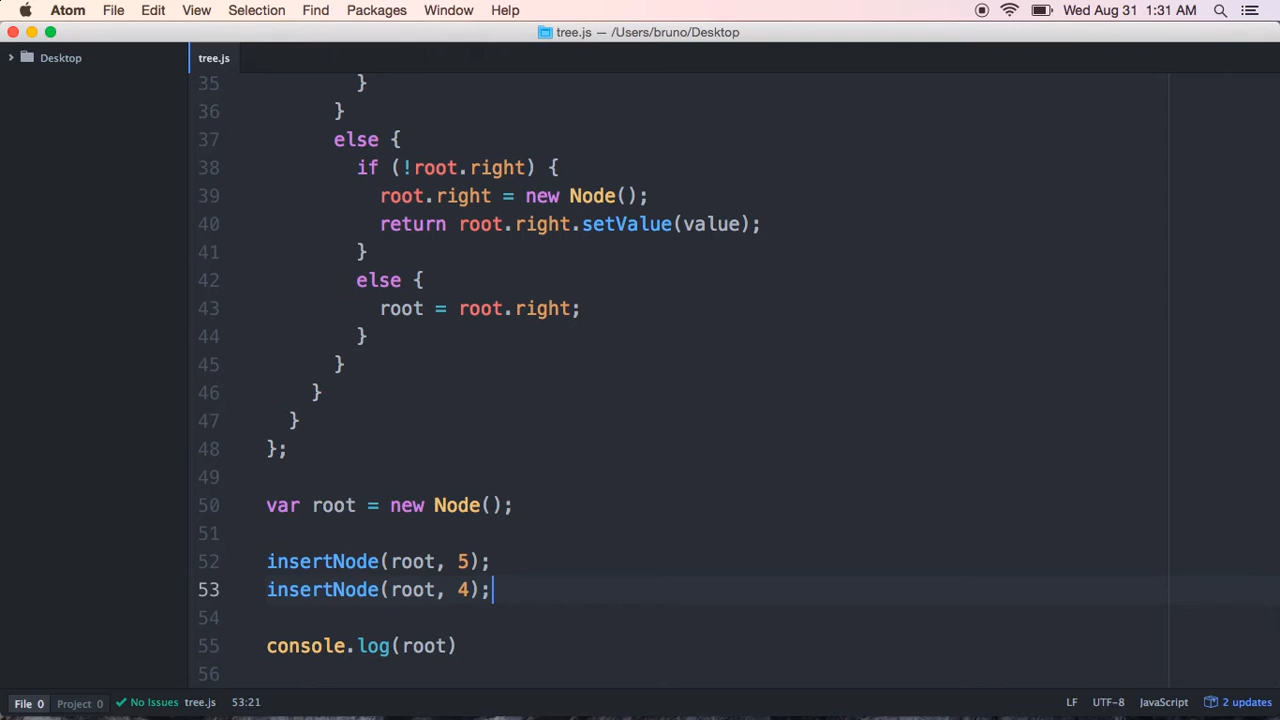 Atom File Edit View Selection Find Packages Window Help Wed Aug 31 1:31 AM
tree.js — /Users/bruno/Desktop
Desktop tree.js
35 }
36 }
37 else {
38 if (!root.right) {
39 root.right = new Node();
40 return root.right.setValue(value);
41 }
42 else {
43 root = root.right;
44 }
45 }
46 }
47 }
48 };
49
50 var root = new Node();
51
52 insertNode(root, 5);
53 insertNode(root, 4);
54
55 console.log(root)
56
File 0 Project 0 No Issues tree.js 53:21 LF UTF-8 JavaScript 2 updates